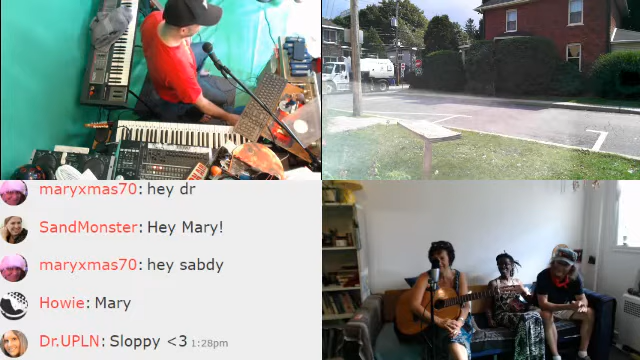 maryxmas70: hey dr
SandMonster: Hey Mary!
maryxmas70: hey sabdy
Howie: Mary
Dr.UPLN: Sloppy <3 1:28pm